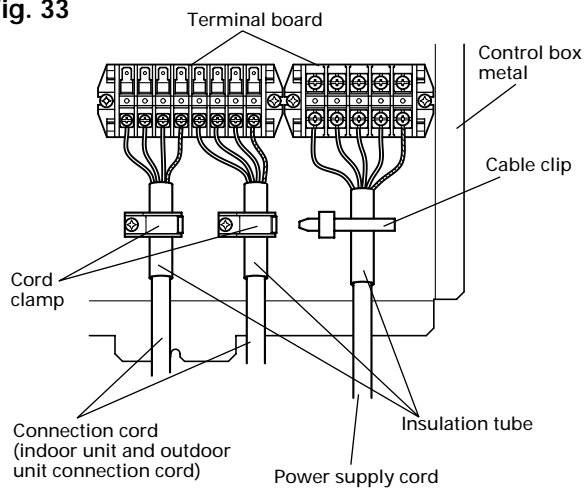 ig. 33
Terminal board
Control box
metal
Cable clip
Cord
clamp
Insulation tube
Connection cord
(indoor unit and outdoor
unit connection cord)
Power supply cord